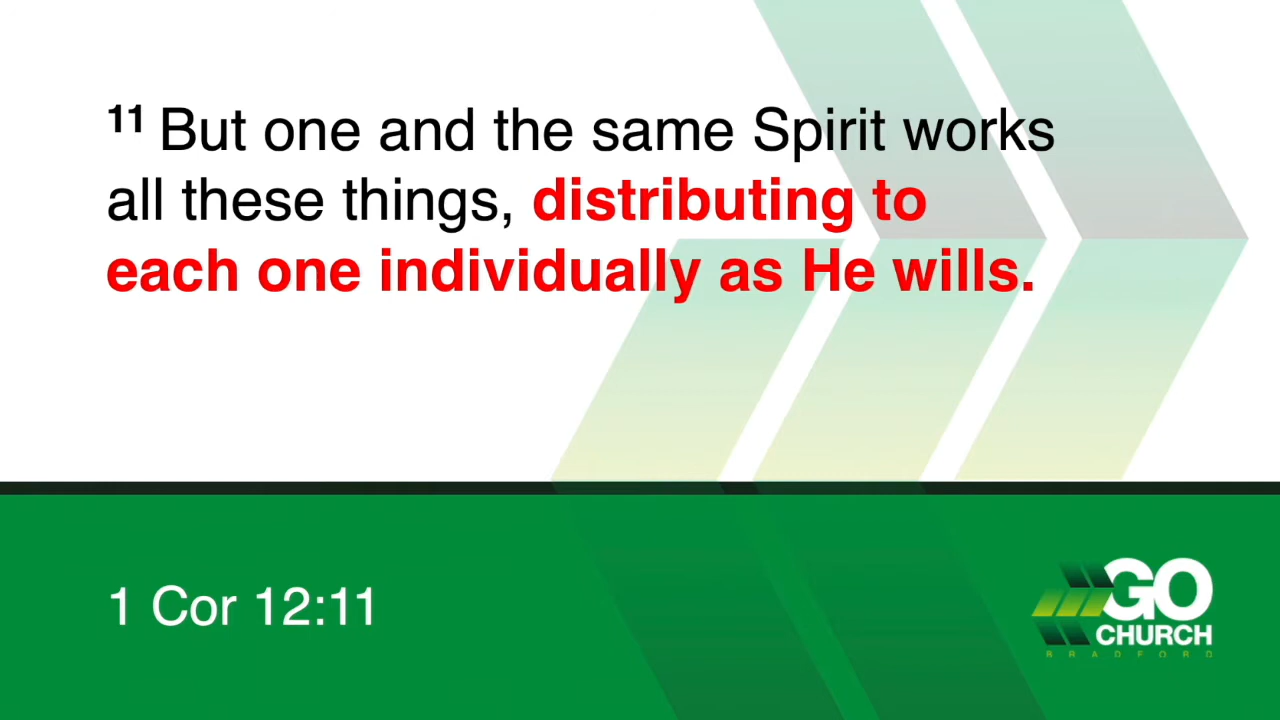 11 But one and the same Spirit works
all these things, distributing to
each one individually as He wills.
1 Cor 12:11
GO
CHURCH
BRADFORD